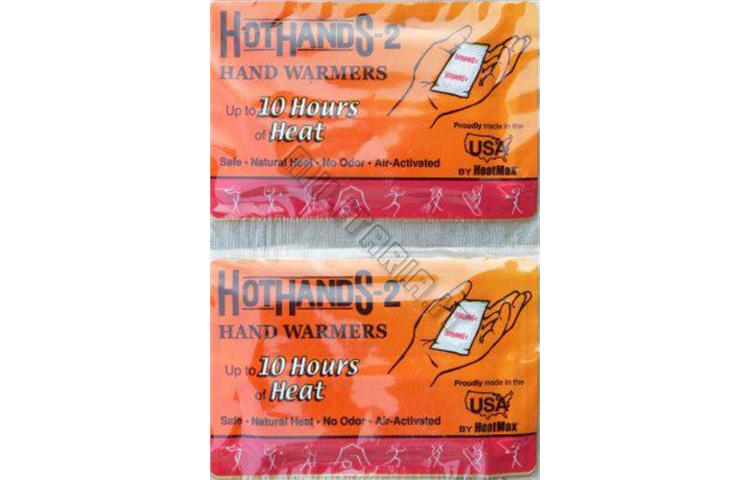 HOTHANDS-2
HAND WARMERS
Up to 10 Hours
of Heat
Proudly made in the
USA
Safe • Natural Heat • No Odor • Air-Activated
BY HeatMax
HOTHANDS-2
HAND WARMERS
Up to 10 Hours
of Heat
Proudly made in the
USA
Safe • Natural Heat • No Odor • Air-Activated
BY HeatMax